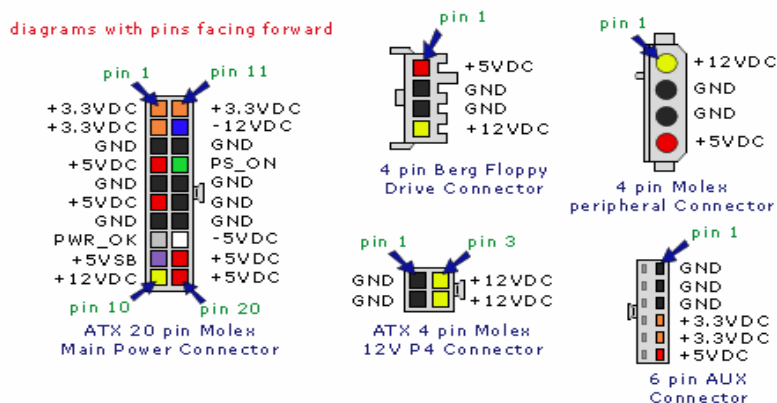 diagrams with pins facing forward
pin 1 pin 11
+3.3VDC +3.3VDC
+3.3VDC -12VDC
GND GND
+5VDC PS_ON
GND GND
+5VDC GND
GND GND
PWR_OK -5VDC
+5VSB +5VDC
+12VDC +5VDC
pin 10 pin 20
ATX 20 pin Molex
Main Power Connector
pin 1
+5VDC
GND
GND
+12VDC
4 pin Berg Floppy
Drive Connector
pin 1
+12VDC
GND
GND
+5VDC
4 pin Molex
peripheral Connector
pin 1 pin 3
GND +12VDC
GND +12VDC
ATX 4 pin Molex
12V P4 Connector
pin 1
GND
GND
GND
+3.3VDC
+3.3VDC
+5VDC
6 pin AUX
Connector